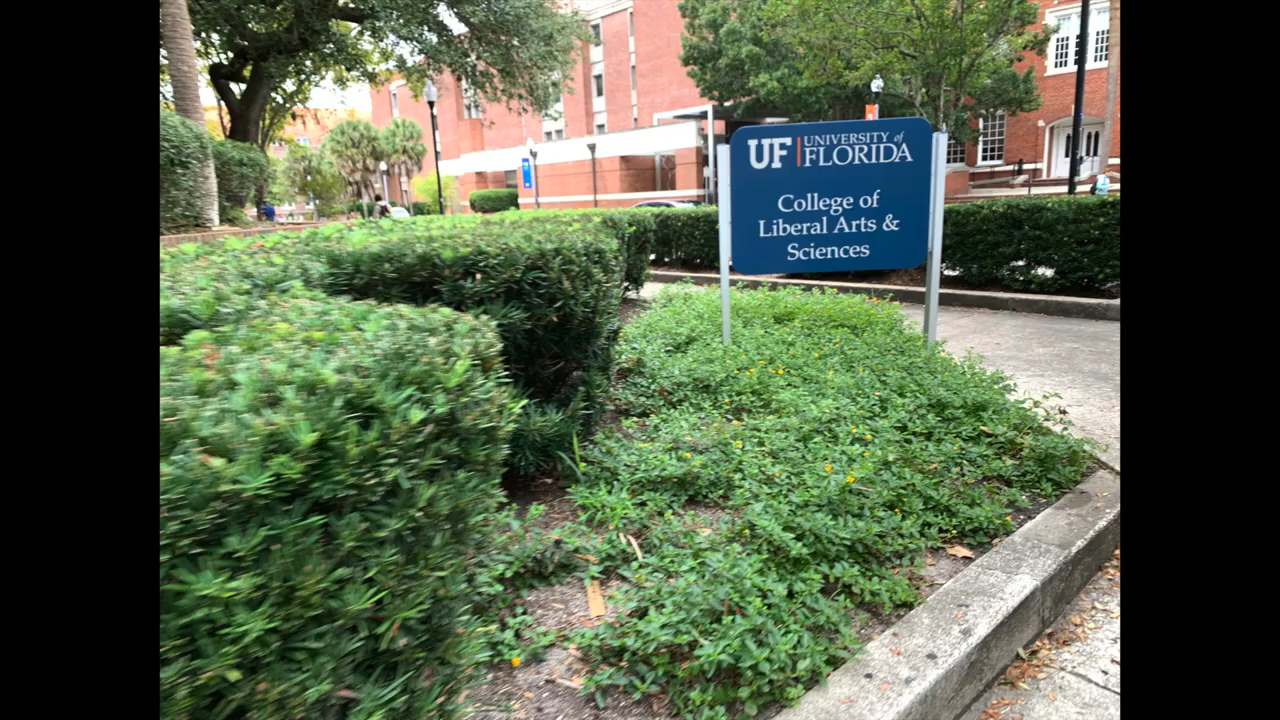 UF UNIVERSITY of
FLORIDA
College of
Liberal Arts &
Sciences